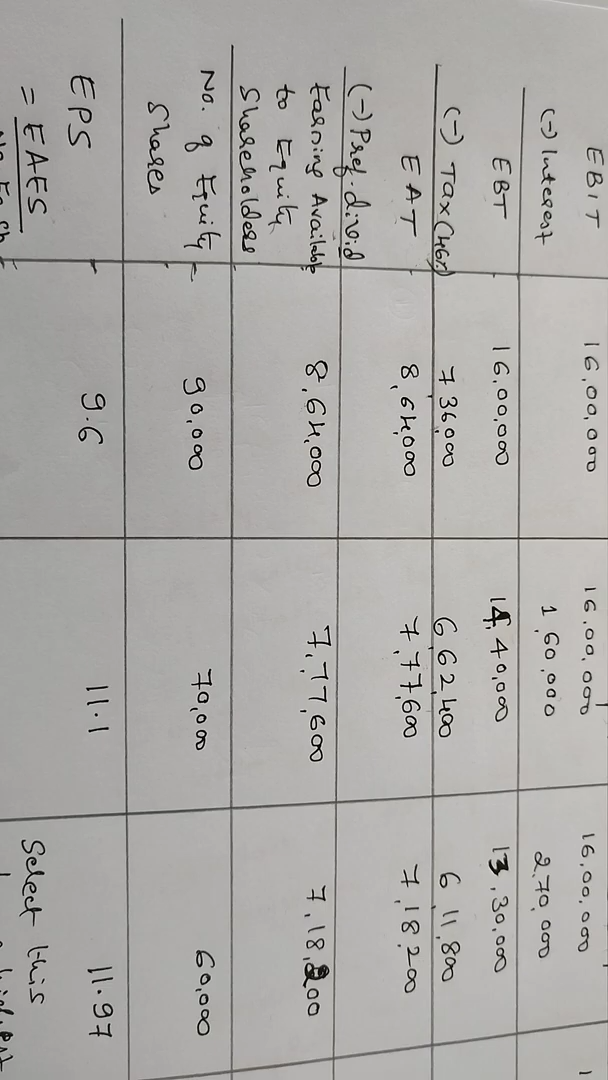 EBIT 16,00,000 16,00,000 16,00,000
(-) Interest 1,60,000 2,70,000
EBT 16,00,000 14,40,000 13,30,000
(-) Tax (46%) 7,36,000 6,62,400 6,11,800
EAT 8,64,000 7,77,600 7,18,200
(-) Pref. divid
Earning Available
to Equity 8,64,000 7,77,600 7,18,200
Shareholders
No. of Equity 90,000 70,000 60,000
Shares
EPS 9.6 11.1 11.97
= EAES
Select this